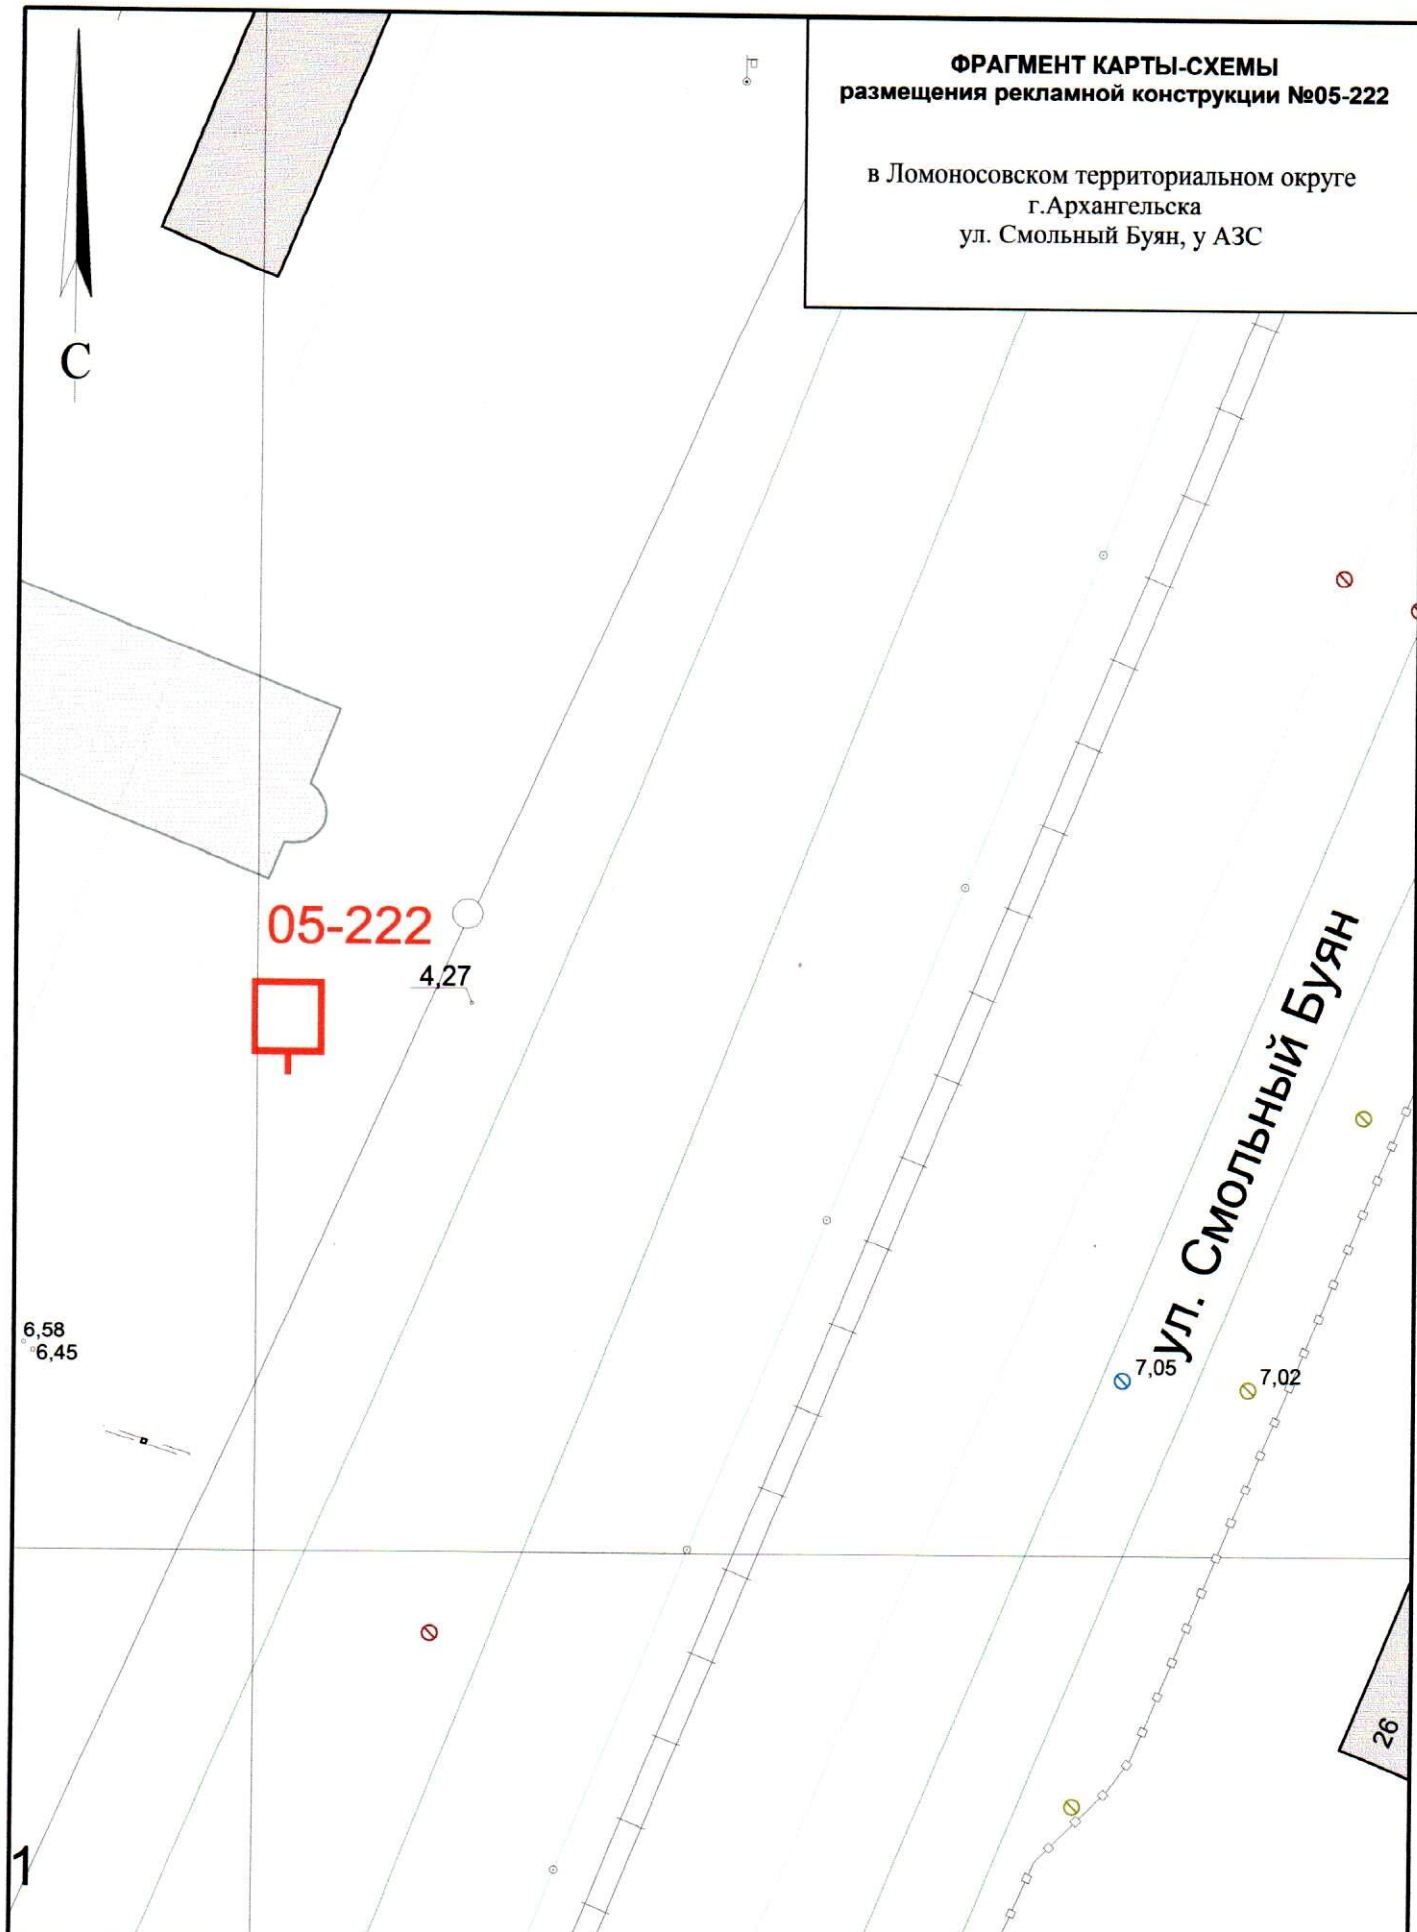 ФРАГМЕНТ КАРТЫ-СХЕМЫ
размещения рекламной конструкции №05-222
в Ломоносовском территориальном округе
г.Архангельска
ул. Смольный Буян, у АЗС
С
05-222
4,27
ул. Смольный Буян
6,58
6,45
7,05
7,02
26
1